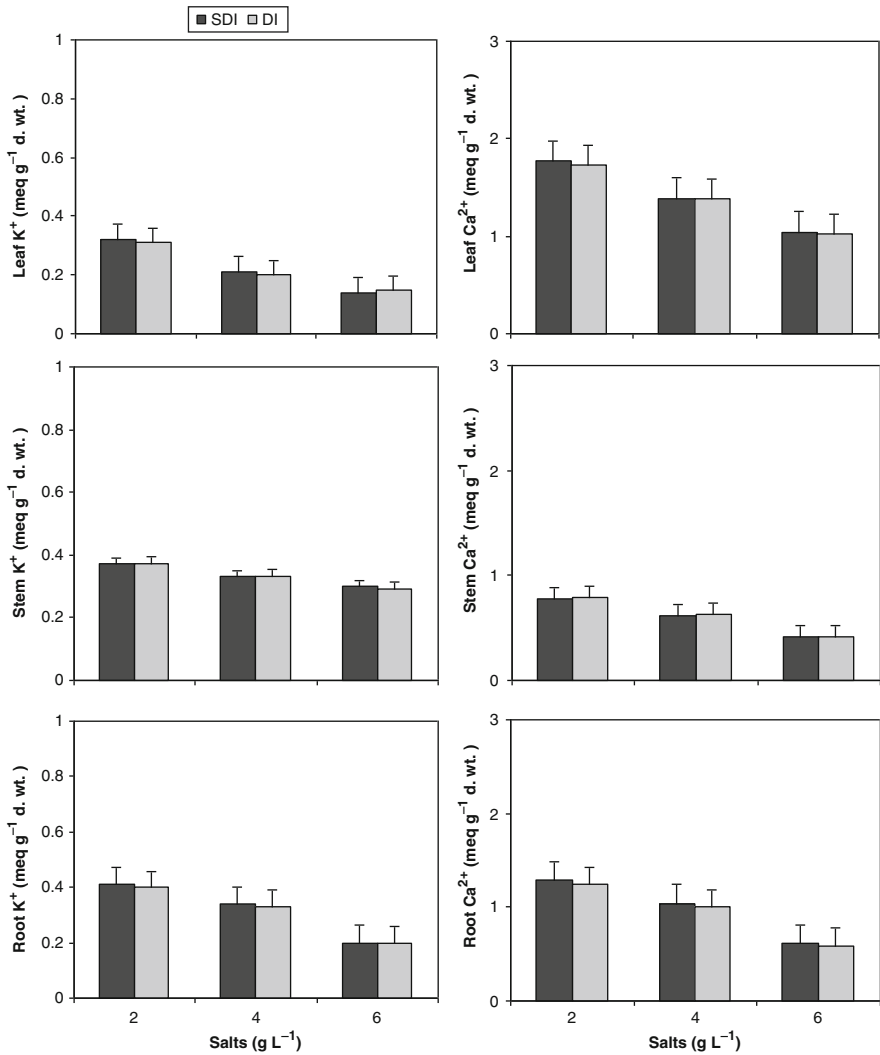 SDI DI
1
0.8
0.6
0.4
0.2
0
Leaf K⁺ (meq g⁻¹ d. wt. )
3
2
1
0
Leaf Ca²⁺ (meq g⁻¹ d. wt. )
1
0.8
0.6
0.4
0.2
0
Stem K⁺ (meq g⁻¹ d. wt. )
3
2
1
0
Stem Ca²⁺ (meq g⁻¹ d. wt. )
1
0.8
0.6
0.4
0.2
0
Root K⁺ (meq g⁻¹ d. wt. )
2 4 6
Salts (g L⁻¹)
3
2
1
0
Root Ca²⁺ (meq g⁻¹ d. wt. )
2 4 6
Salts (g L⁻¹)